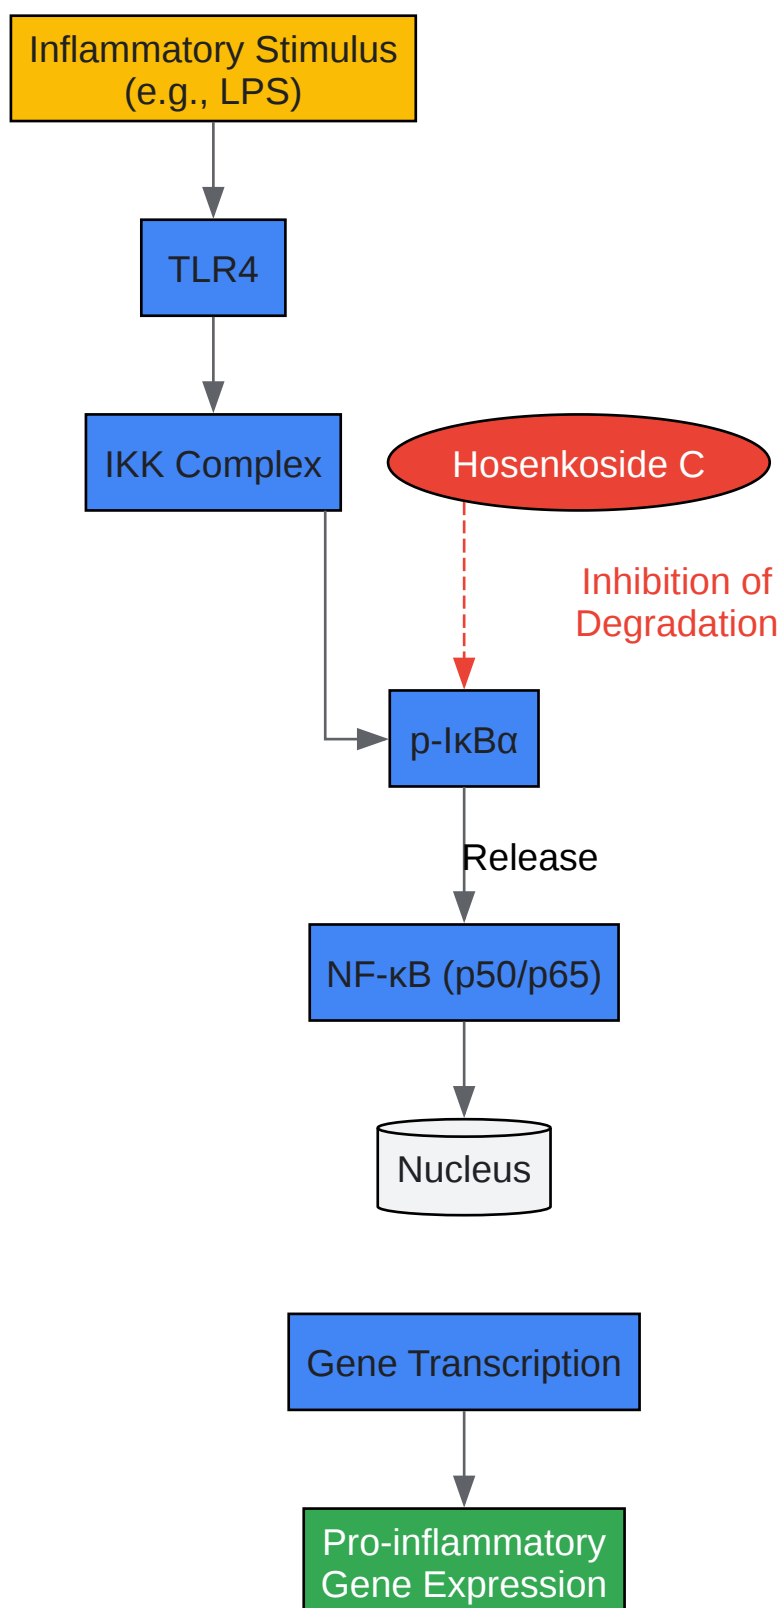 Inflammatory Stimulus
(e.g., LPS)
TLR4
IKK Complex
Hosenkoside C
Inhibition of
Degradation
p-IκBα
Release
NF-κB (p50/p65)
Nucleus
Gene Transcription
Pro-inflammatory
Gene Expression